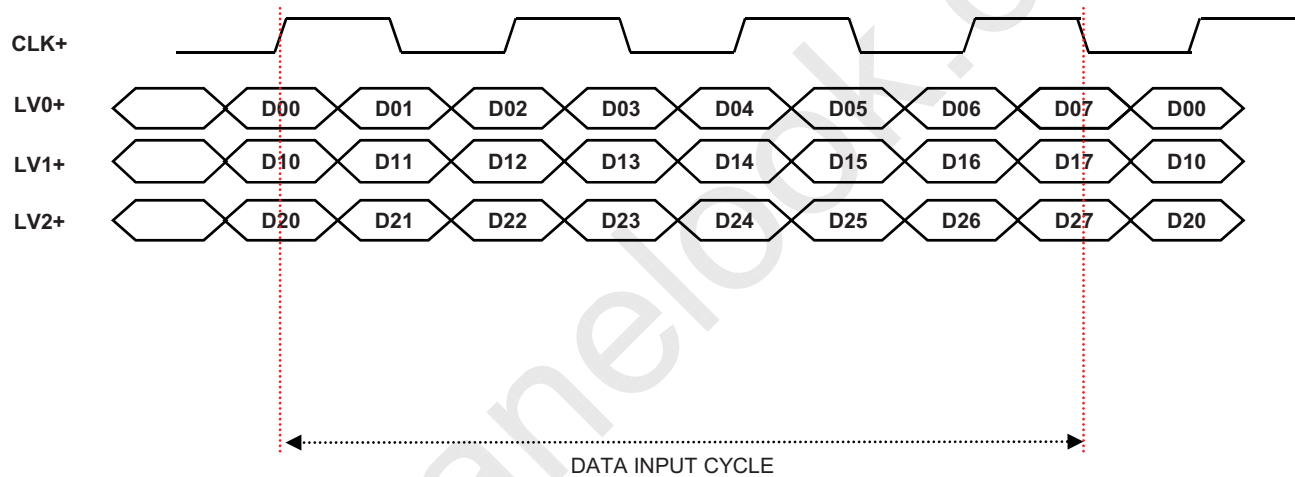 CLK+
LV0+ D00 D01 D02 D03 D04 D05 D06 D07 D00
LV1+ D10 D11 D12 D13 D14 D15 D16 D17 D10
LV2+ D20 D21 D22 D23 D24 D25 D26 D27 D20
DATA INPUT CYCLE
anelook.c